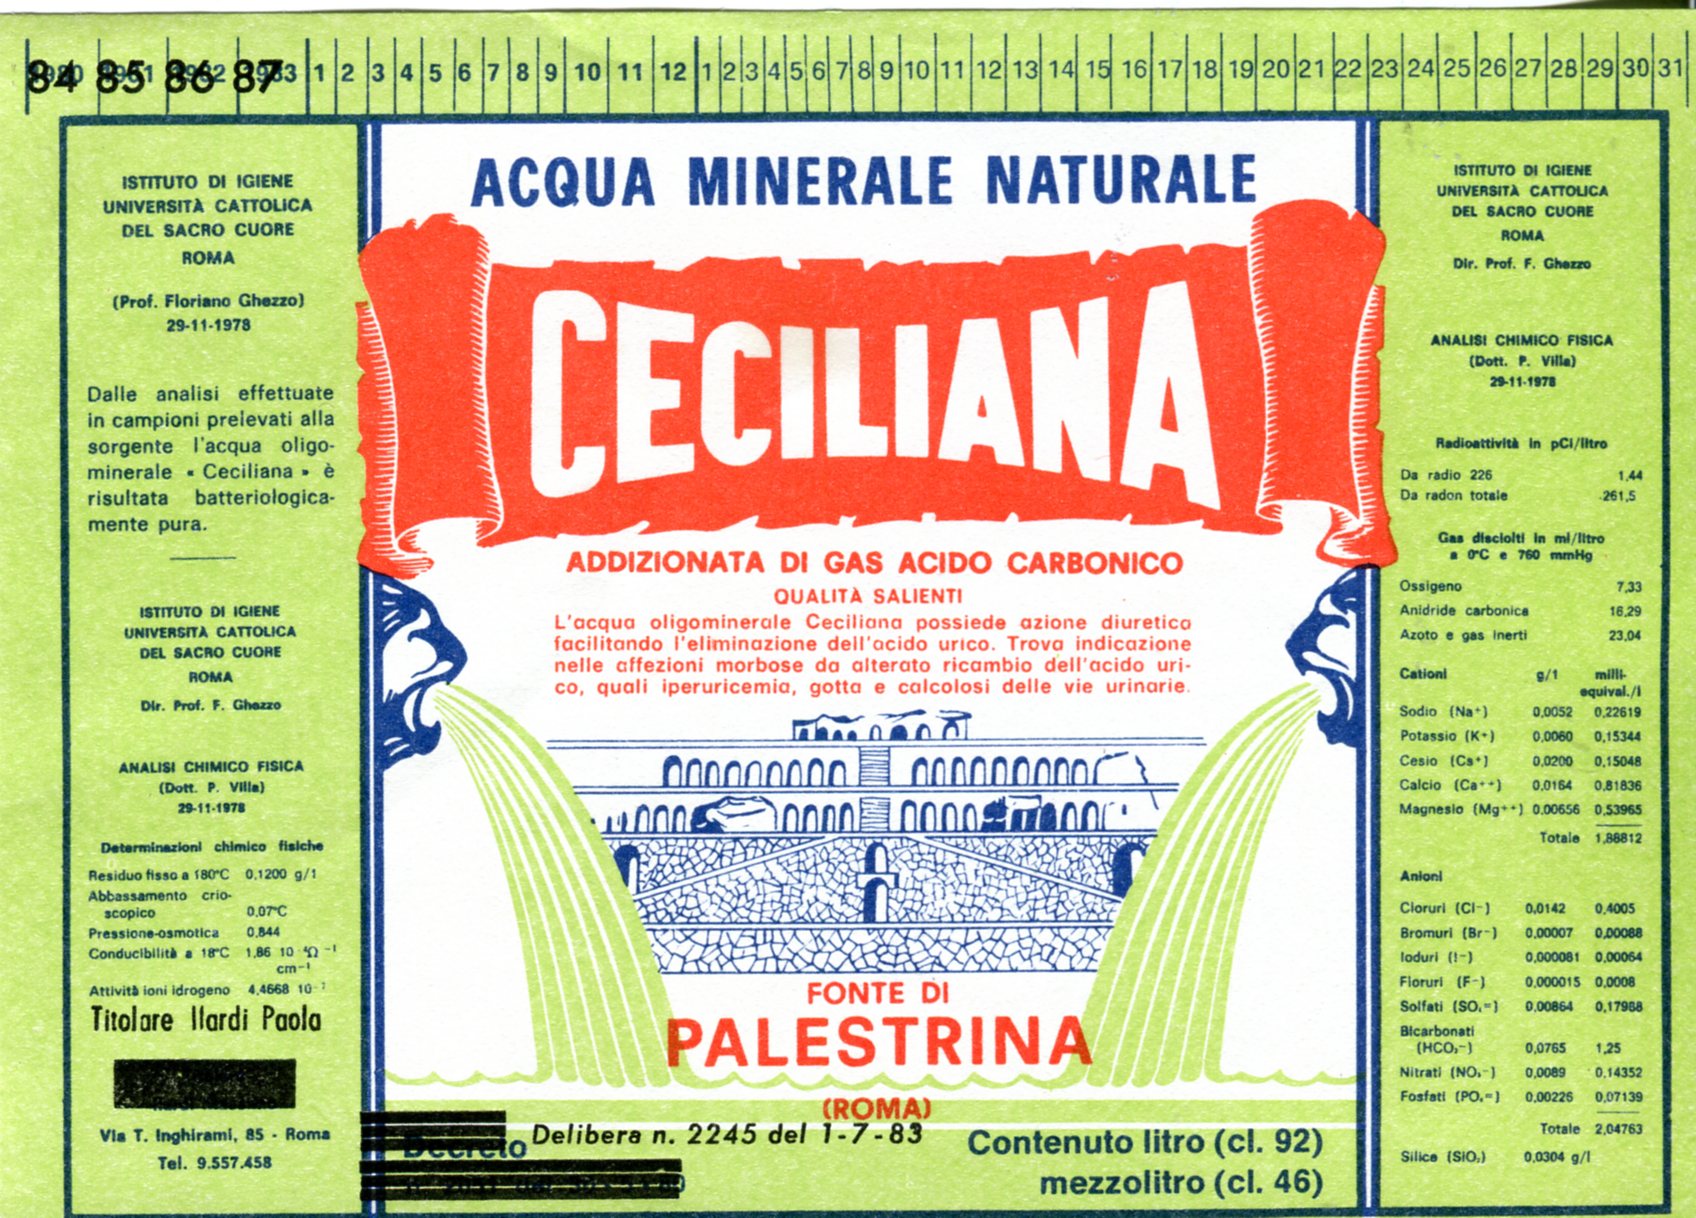 84 85 86 87 1 2 3 4 5 6 7 8 9 10 11 12 1 2 3 4 5 6 7 8 9 10 11 12 13 14 15 16 17 18 19 20 21 22 23 24 25 26 27 28 29 30 31
ISTITUTO DI IGIENE
UNIVERSITÀ CATTOLICA
DEL SACRO CUORE
ROMA
(Prof. Floriano Ghezzo)
29-11-1978
Dalle analisi effettuate
in campioni prelevati alla
sorgente l'acqua oligo-
minerale « Ceciliana » è
risultata batteriologica-
mente pura.
ISTITUTO DI IGIENE
UNIVERSITÀ CATTOLICA
DEL SACRO CUORE
ROMA
Dir. Prof. F. Ghezzo
ANALISI CHIMICO FISICA
(Dott. P. Villa)
29-11-1978
Determinazioni chimico fisiche
Residuo fisso a 180°C 0,1200 g/l
Abbassamento crio-
scopico 0,07°C
Pressione-osmotica 0,844
Conducibilità a 18°C 1,86 10⁻⁴Ω⁻¹
cm⁻¹
Attività ioni idrogeno 4,4668 10⁻⁷
Titolare Ilardi Paola
Via T. Inghirami, 85 - Roma
Tel. 9.557.458
ACQUA MINERALE NATURALE
CECILIANA
ADDIZIONATA DI GAS ACIDO CARBONICO
QUALITÀ SALIENTI
L'acqua oligominerale Ceciliana possiede azione diuretica
facilitando l'eliminazione dell'acido urico. Trova indicazione
nelle affezioni morbose da alterato ricambio dell'acido uri-
co, quali iperuricemia, gotta e calcolosi delle vie urinarie.
FONTE DI
PALESTRINA
(ROMA)
Decreto Delibera n. 2245 del 1-7-83
Contenuto litro (cl. 92)
mezzolitro (cl. 46)
ISTITUTO DI IGIENE
UNIVERSITÀ CATTOLICA
DEL SACRO CUORE
ROMA
Dir. Prof. F. Ghezzo
ANALISI CHIMICO FISICA
(Dott. P. Villa)
29-11-1978
Radioattività in pCi/litro
Da radio 226 1,44
Da radon totale 261,5
Gas disciolti in ml/litro
a 0°C e 760 mmHg
Ossigeno 7,33
Anidride carbonica 16,29
Azoto e gas inerti 23,04
Cationi g/l milli-
equival./l
Sodio (Na⁺) 0,0052 0,22619
Potassio (K⁺) 0,0060 0,15344
Cesio (Cs⁺) 0,0200 0,15048
Calcio (Ca⁺⁺) 0,0164 0,81836
Magnesio (Mg⁺⁺) 0,00656 0,53965
Totale 1,88812
Anioni
Cloruri (Cl⁻) 0,0142 0,4005
Bromuri (Br⁻) 0,00007 0,00088
Ioduri (I⁻) 0,000081 0,00064
Floruri (F⁻) 0,000015 0,0008
Solfati (SO₄=) 0,00864 0,17988
Bicarbonati
(HCO₃⁻) 0,0765 1,25
Nitrati (NO₃⁻) 0,0089 0,14352
Fosfati (PO₄=) 0,00226 0,07139
Totale 2,04763
Silice (SiO₂) 0,0304 g/l